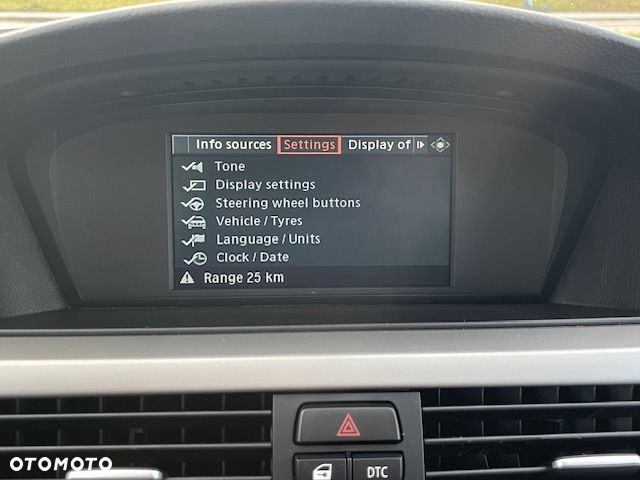 Info sources Settings Display of
Tone
Display settings
Steering wheel buttons
Vehicle / Tyres
Language / Units
Clock / Date
Range 25 km
DTC
OTOMOTO